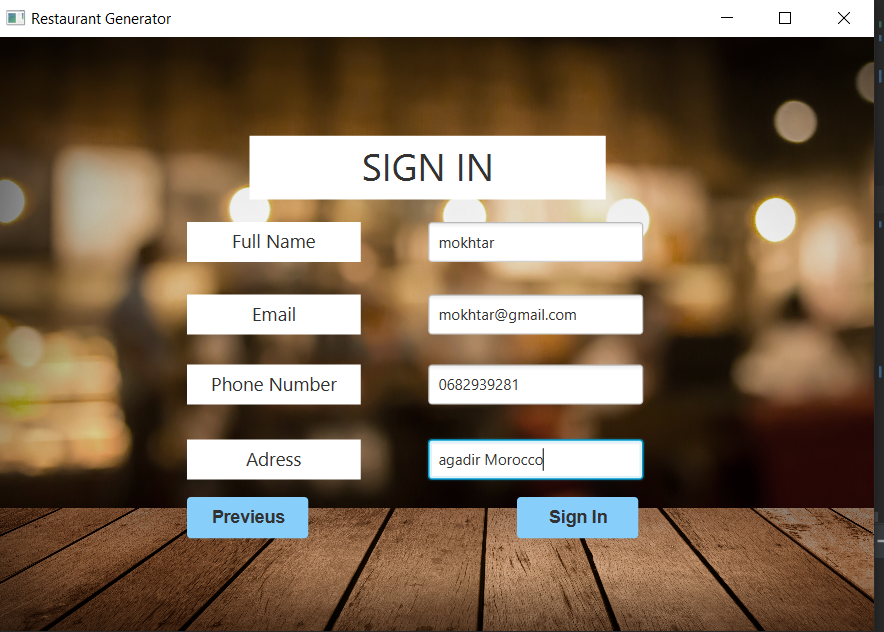 Restaurant Generator
SIGN IN
Full Name
mokhtar
Email
mokhtar@gmail.com
Phone Number
0682939281
Adress
agadir Morocco
Previeus
Sign In